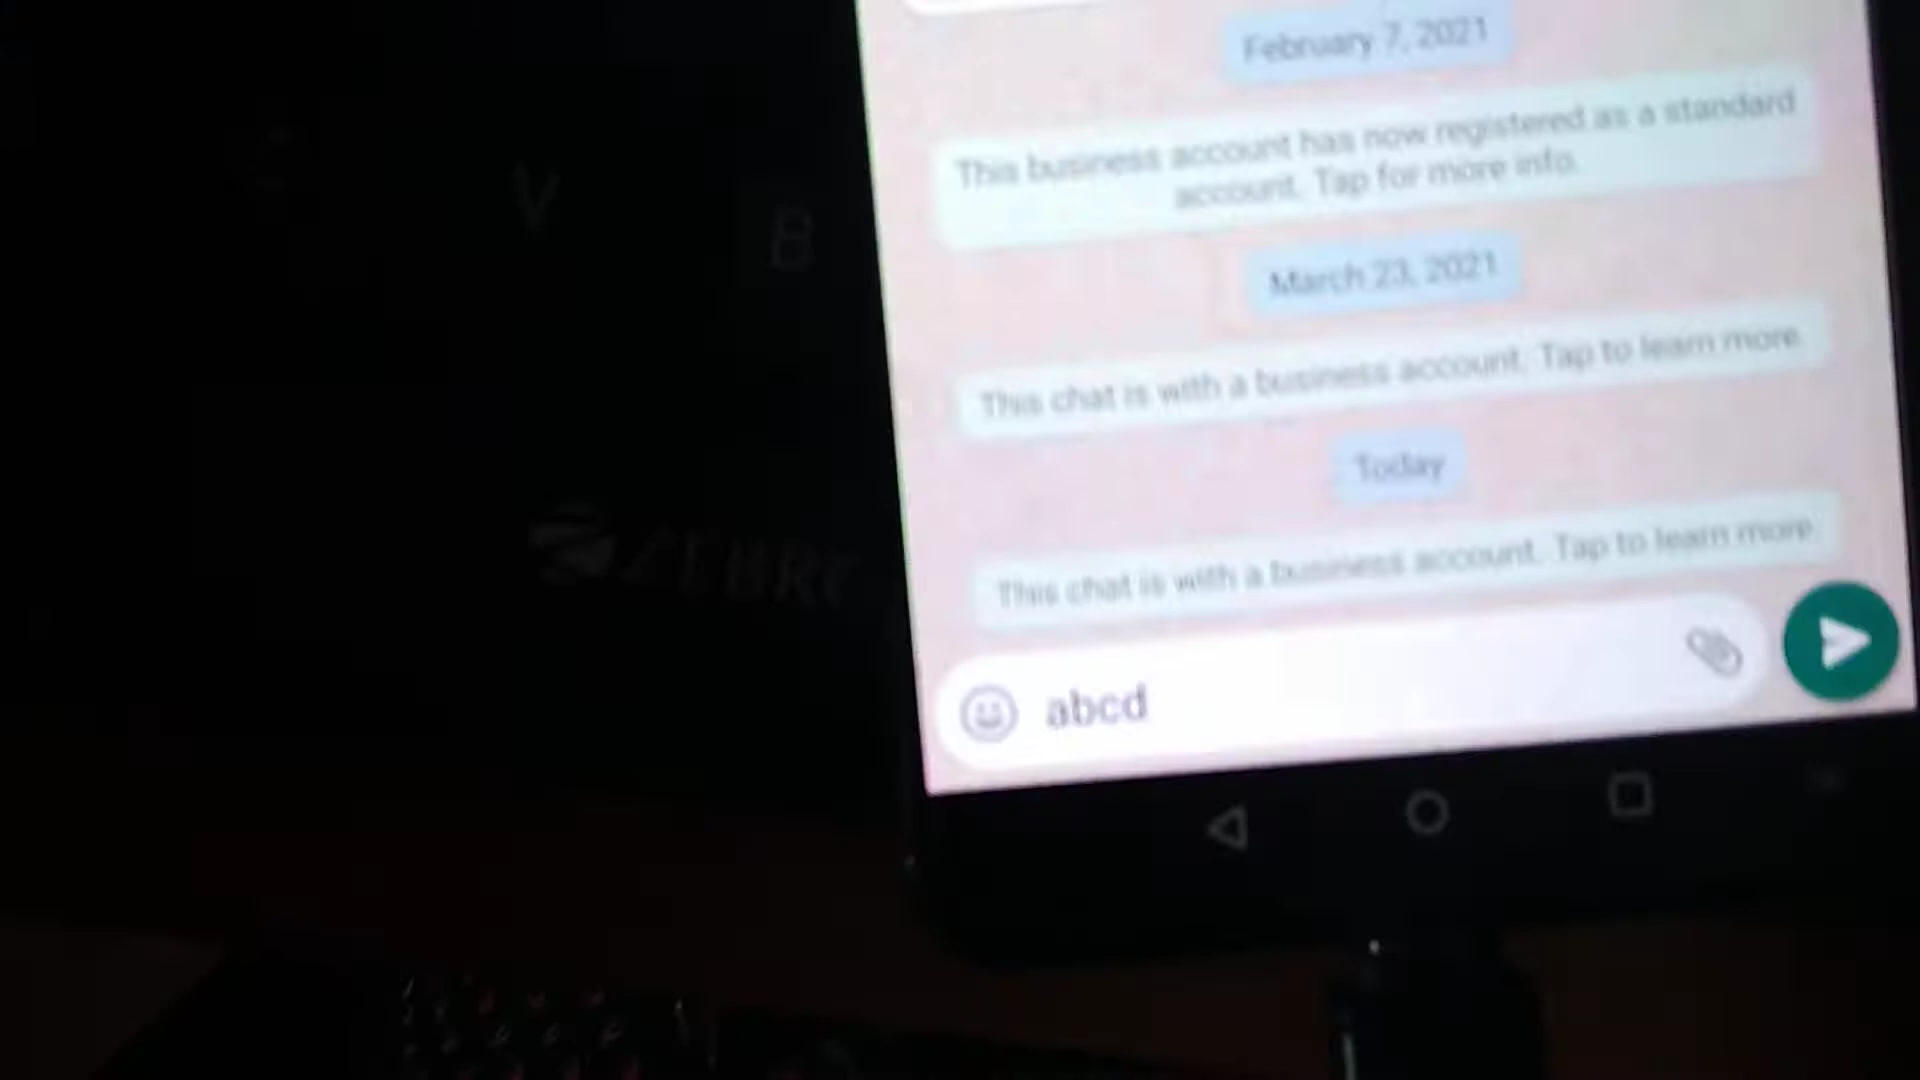 February 7, 2021
This business account has now registered as a standard
account. Tap for more info.
March 23, 2021
This chat is with a business account. Tap to learn more.
Today
This chat is with a business account. Tap to learn more.
abcd
V
B